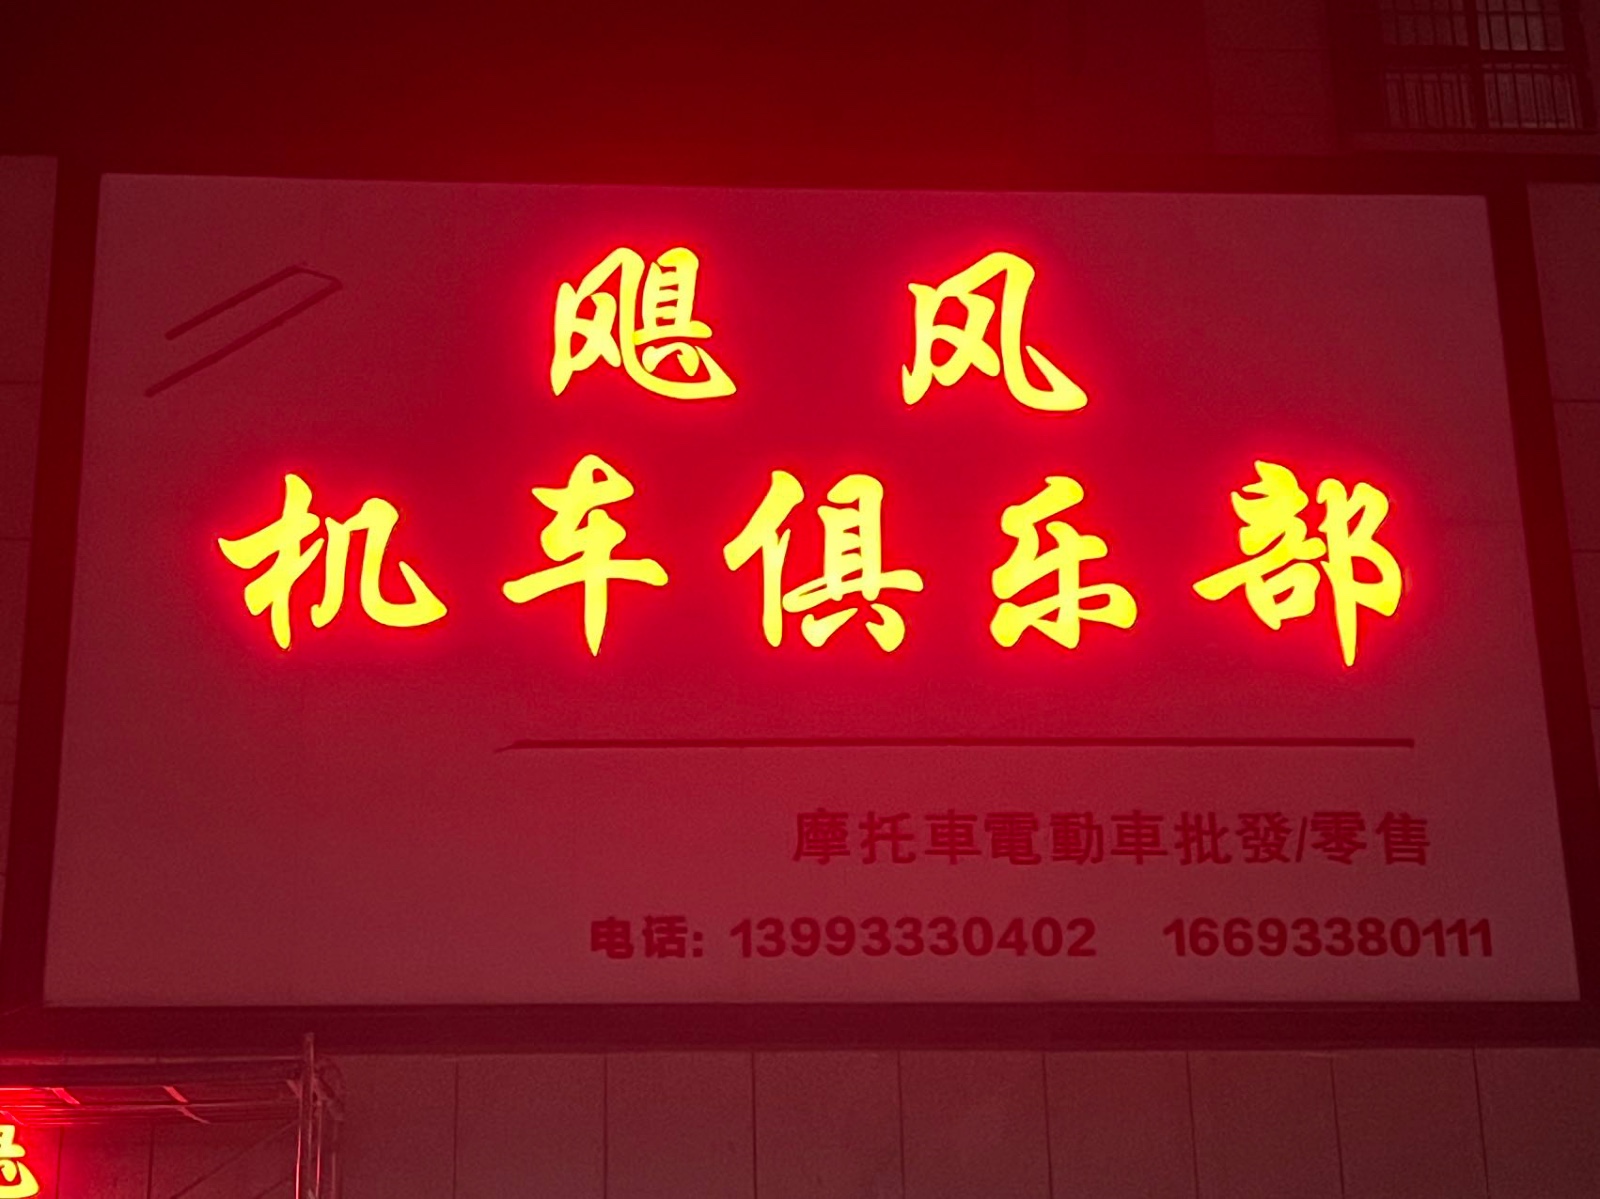 飓风
机车俱乐部
摩托車電動車批發/零售
电话: 13993330402 16693380111